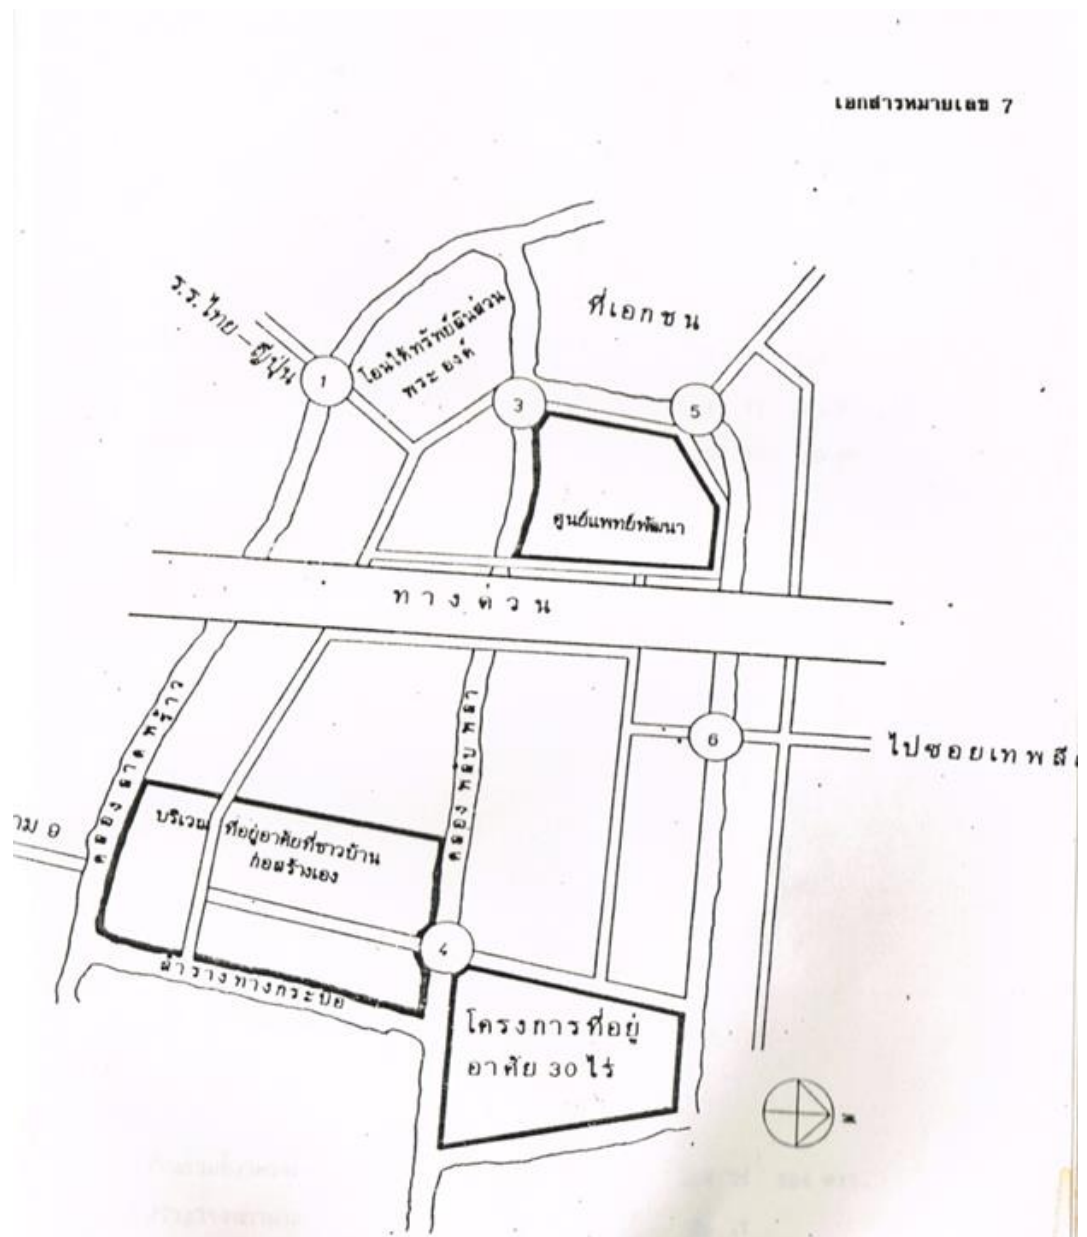 เอกสารหมายเลข 7
ร.ร.ไทย-ญี่ปุ่น
โอนให้ทรัพย์สินส่วน
พระองค์
ที่เอกชน
1
3
5
ศูนย์แพทย์พัฒนา
ทางด่วน
คลองลาดพร้าว
คลองพลับพลา
6
ไปซอยเทพลี
บริเวณที่อยู่อาศัยที่ชาวบ้าน
ก่อสร้างเอง
าม 9
4
ลำรางทางกระบือ
โครงการที่อยู่
อาศัย 30 ไร่
N